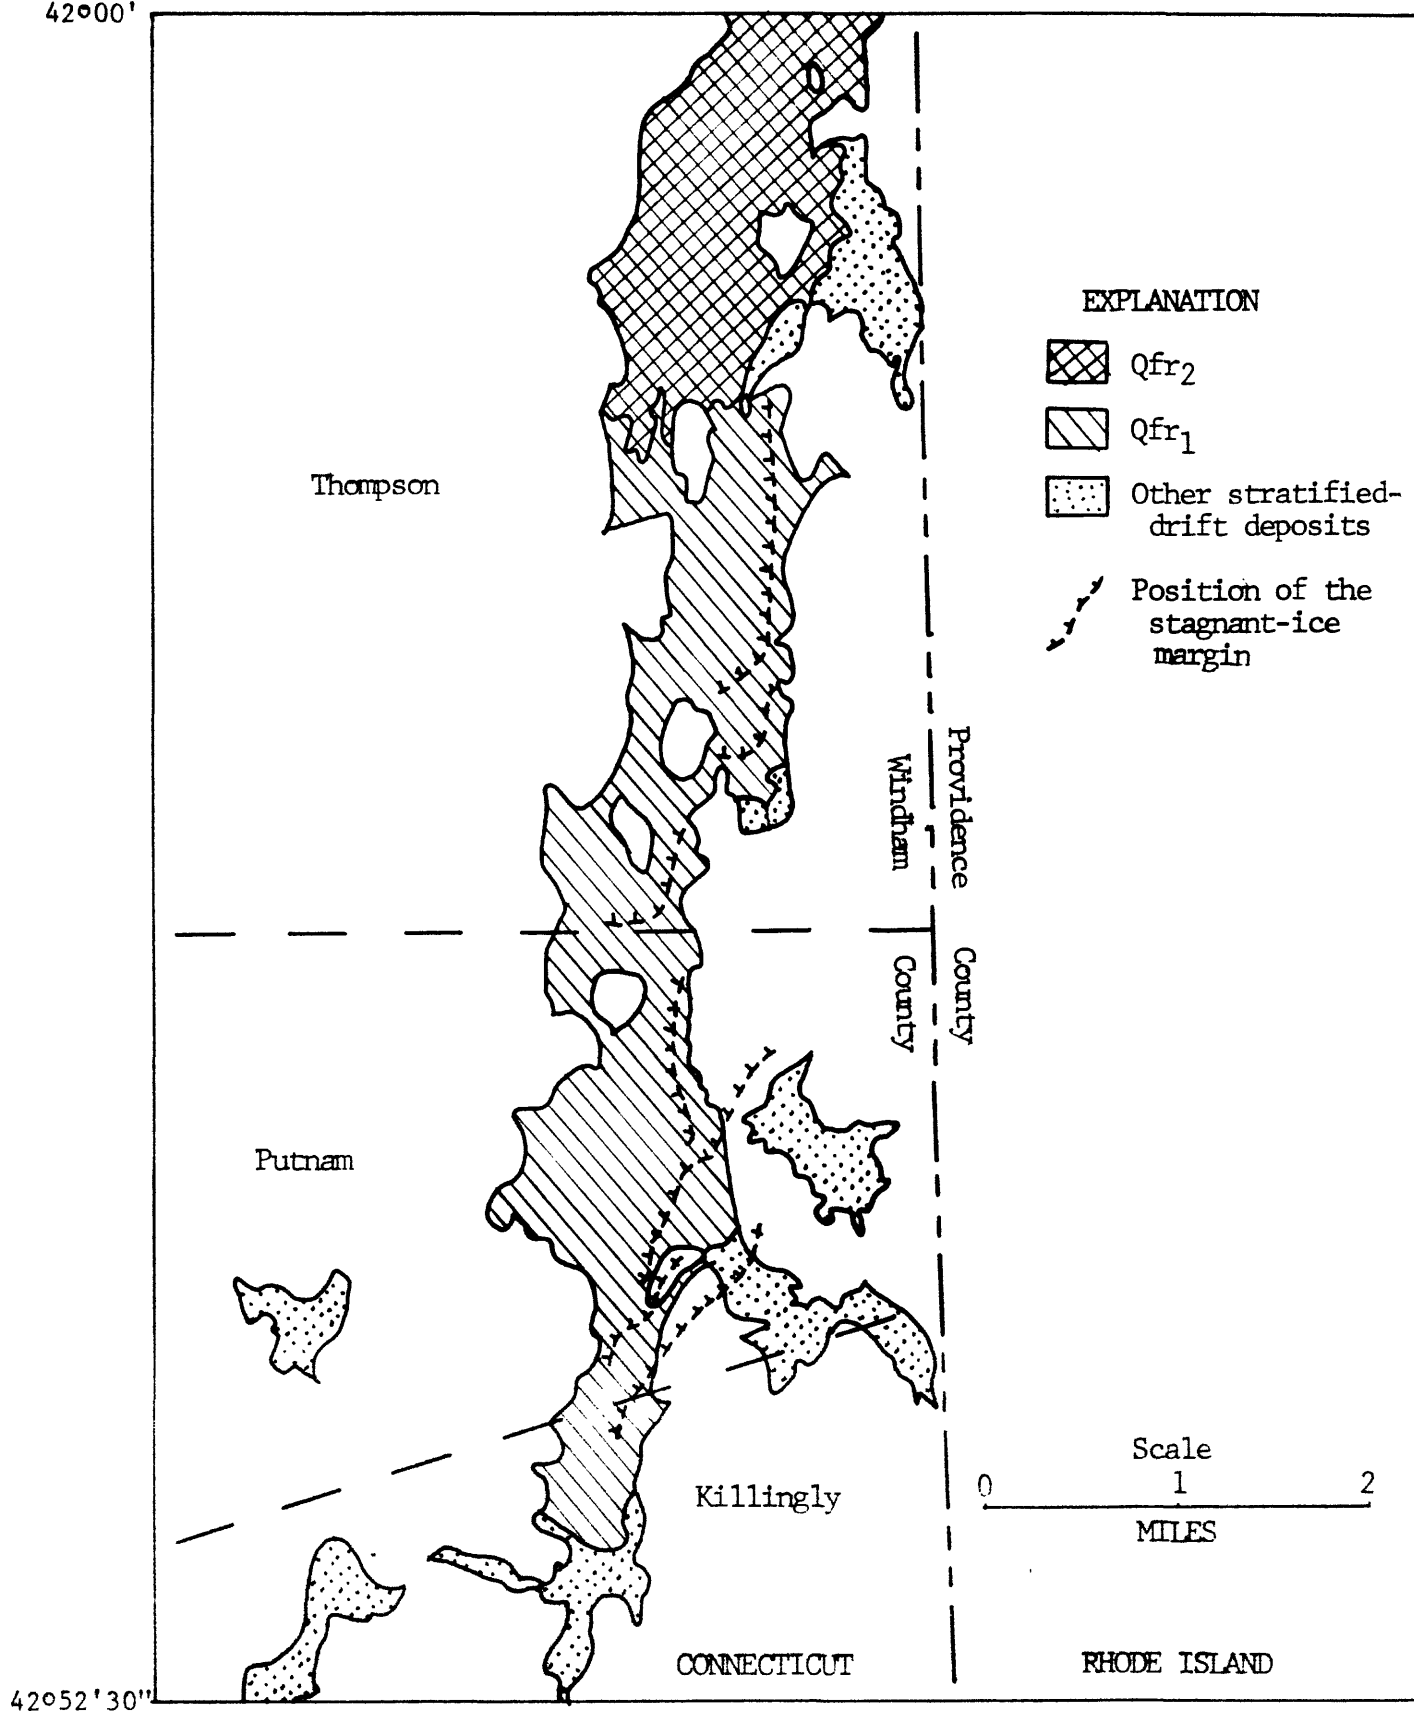 42°00'
EXPLANATION
Qfr2
Qfr1
Other stratified-
drift deposits
Position of the
stagnant-ice
margin
Thompson
Providence
County
Windham
County
Putnam
Killingly
Scale
0 1 2
MILES
CONNECTICUT
RHODE ISLAND
42°52'30"